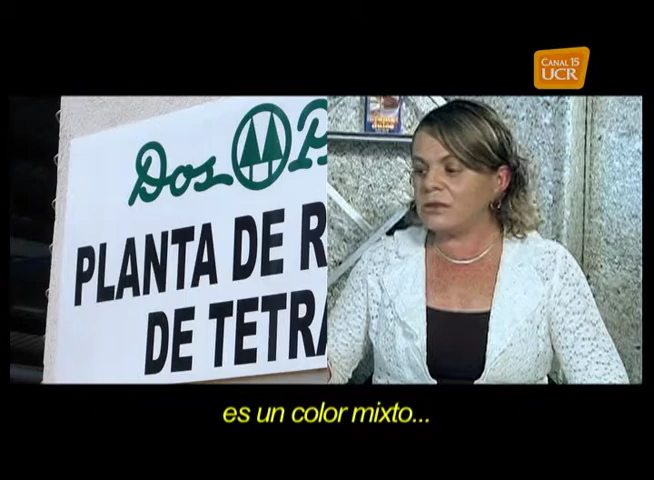 CANAL 15
UCR
Dos P
PLANTA DE R
DE TETRA
es un color mixto...